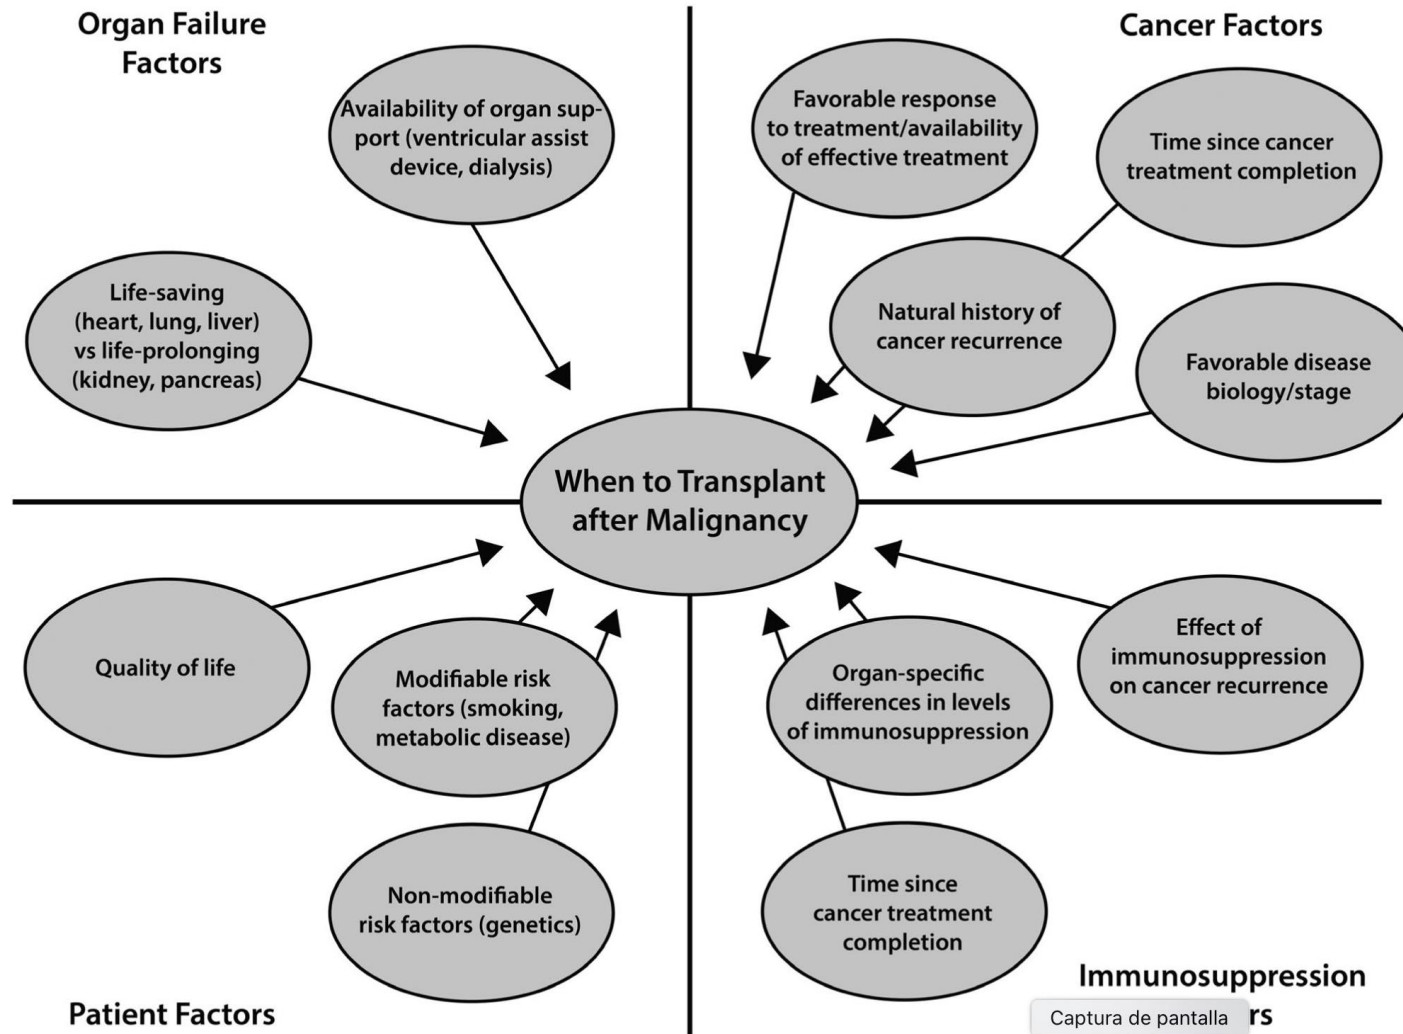 Organ Failure
Factors
Availability of organ sup-
port (ventricular assist
device, dialysis)
Life-saving
(heart, lung, liver)
vs life-prolonging
(kidney, pancreas)
Cancer Factors
Favorable response
to treatment/availability
of effective treatment
Time since cancer
treatment completion
Natural history of
cancer recurrence
Favorable disease
biology/stage
When to Transplant
after Malignancy
Quality of life
Modifiable risk
factors (smoking,
metabolic disease)
Non-modifiable
risk factors (genetics)
Patient Factors
Effect of
immunosuppression
on cancer recurrence
Organ-specific
differences in levels
of immunosuppression
Time since
cancer treatment
completion
Immunosuppression
Captura de pantalla